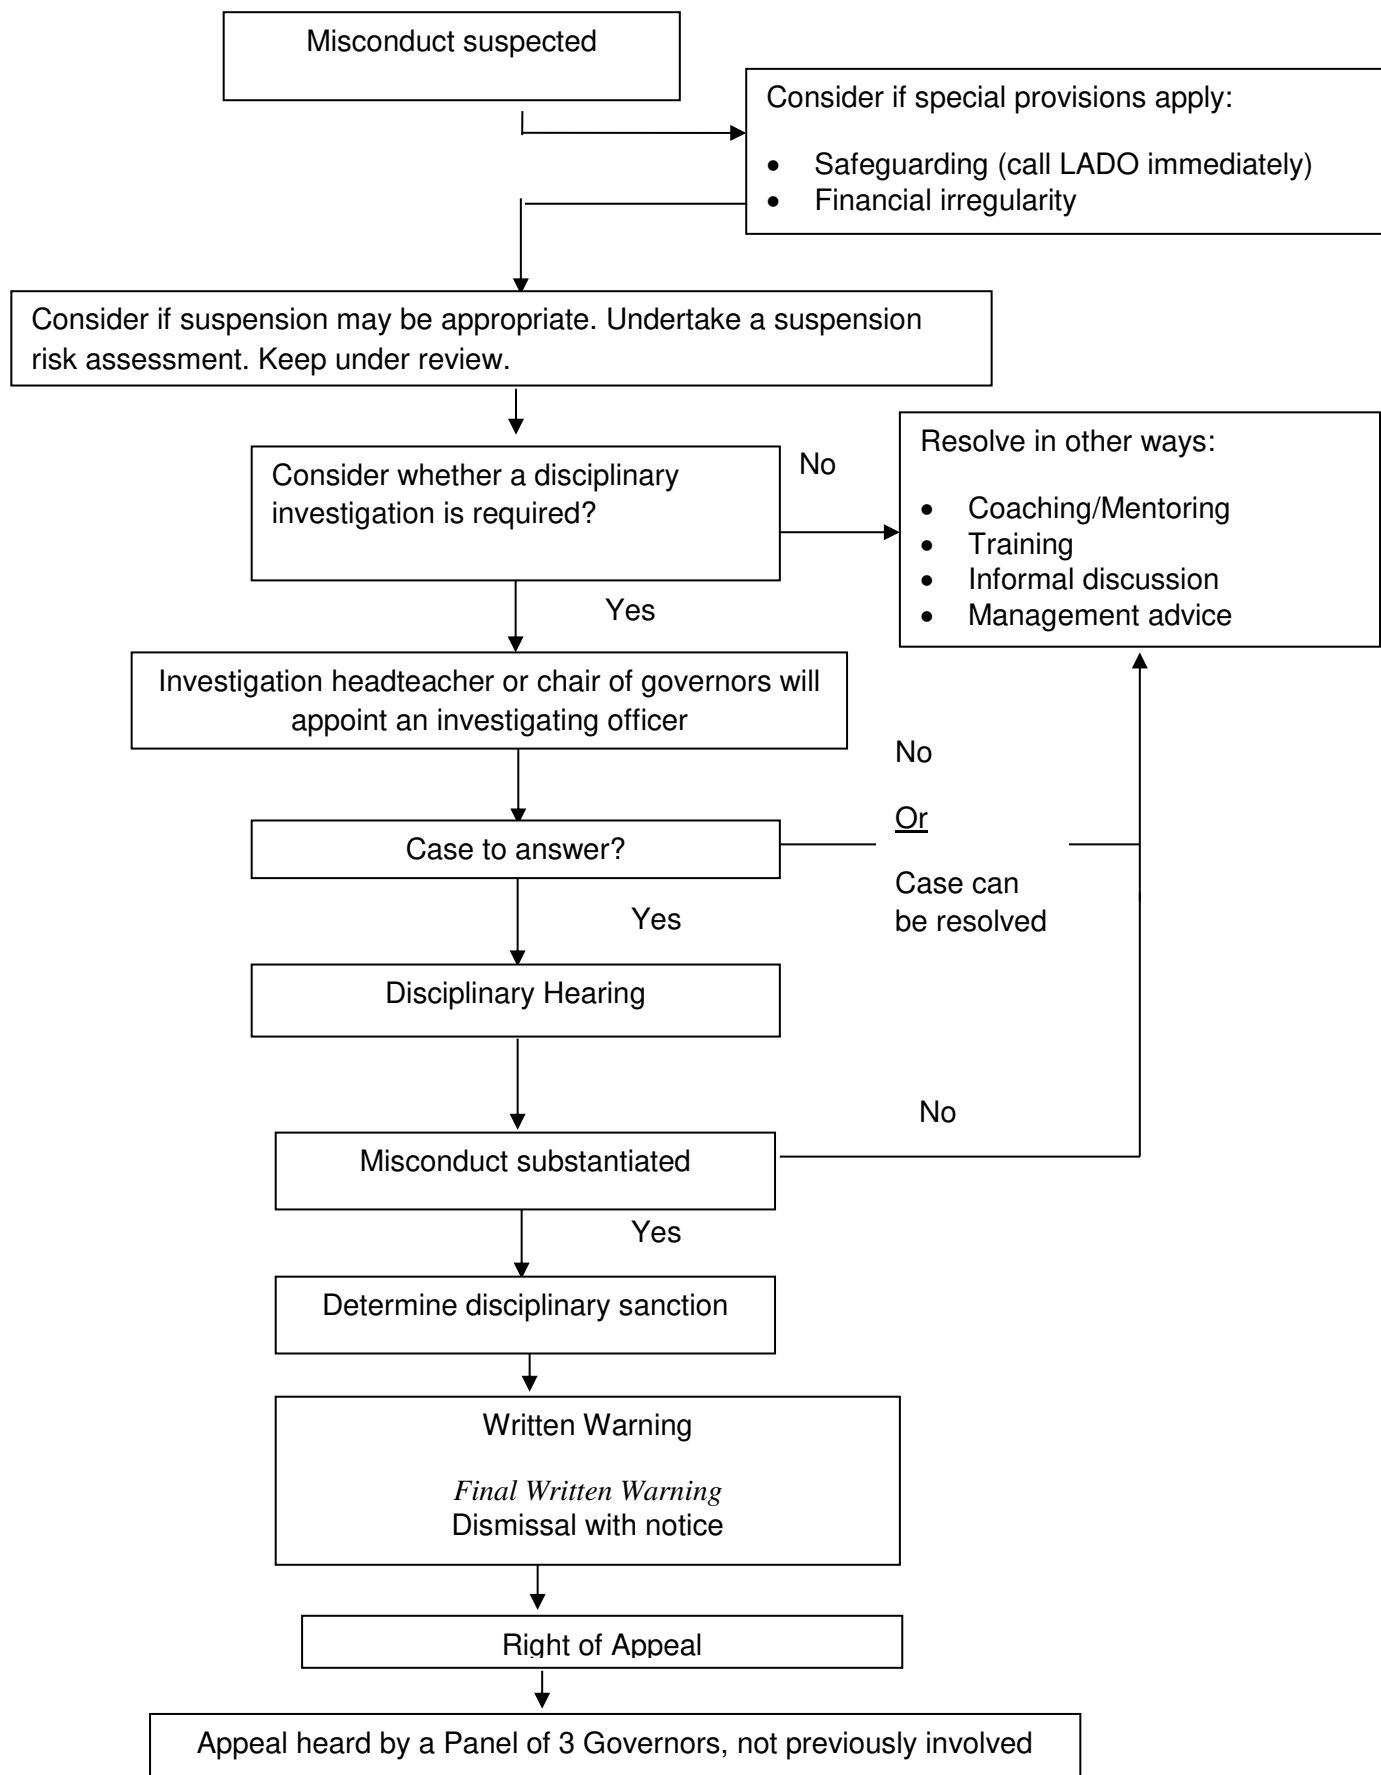 Misconduct suspected
Consider if special provisions apply:
• Safeguarding (call LADO immediately)
• Financial irregularity
Consider if suspension may be appropriate. Undertake a suspension
risk assessment. Keep under review.
Consider whether a disciplinary
investigation is required?
No
Resolve in other ways:
• Coaching/Mentoring
• Training
• Informal discussion
• Management advice
Yes
Investigation headteacher or chair of governors will
appoint an investigating officer
Case to answer?
No
Or
Case can
be resolved
Yes
Disciplinary Hearing
Misconduct substantiated
No
Yes
Determine disciplinary sanction
Written Warning
Final Written Warning
Dismissal with notice
Right of Appeal
Appeal heard by a Panel of 3 Governors, not previously involved